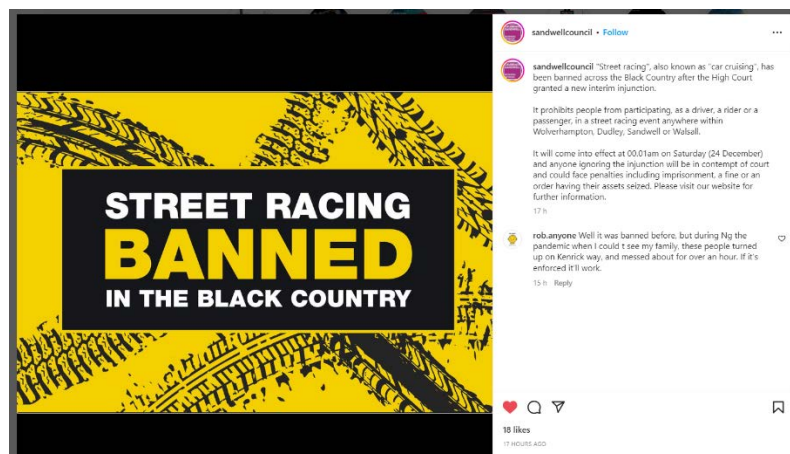 STREET RACING
BANNED
IN THE BLACK COUNTRY
sandwellcouncil • Follow
sandwellcouncil "Street racing", also known as "car cruising", has
been banned across the Black Country after the High Court
granted a new interim injunction.
It prohibits people from participating, as a driver, a rider or a
passenger, in a street racing event anywhere within
Wolverhampton, Dudley, Sandwell or Walsall.
It will come into effect at 00.01am on Saturday (24 December)
and anyone ignoring the injunction will be in contempt of court
and could face penalties including imprisonment, a fine or an
order having their assets seized. Please visit our website for
further information.
17 h
rob.anyone Well it was banned before, but during Ng the
pandemic when I could t see my family, these people turned
up on Kenrick way, and messed about for over an hour. If it's
enforced it'll work.
15 h Reply
18 likes
17 HOURS AGO